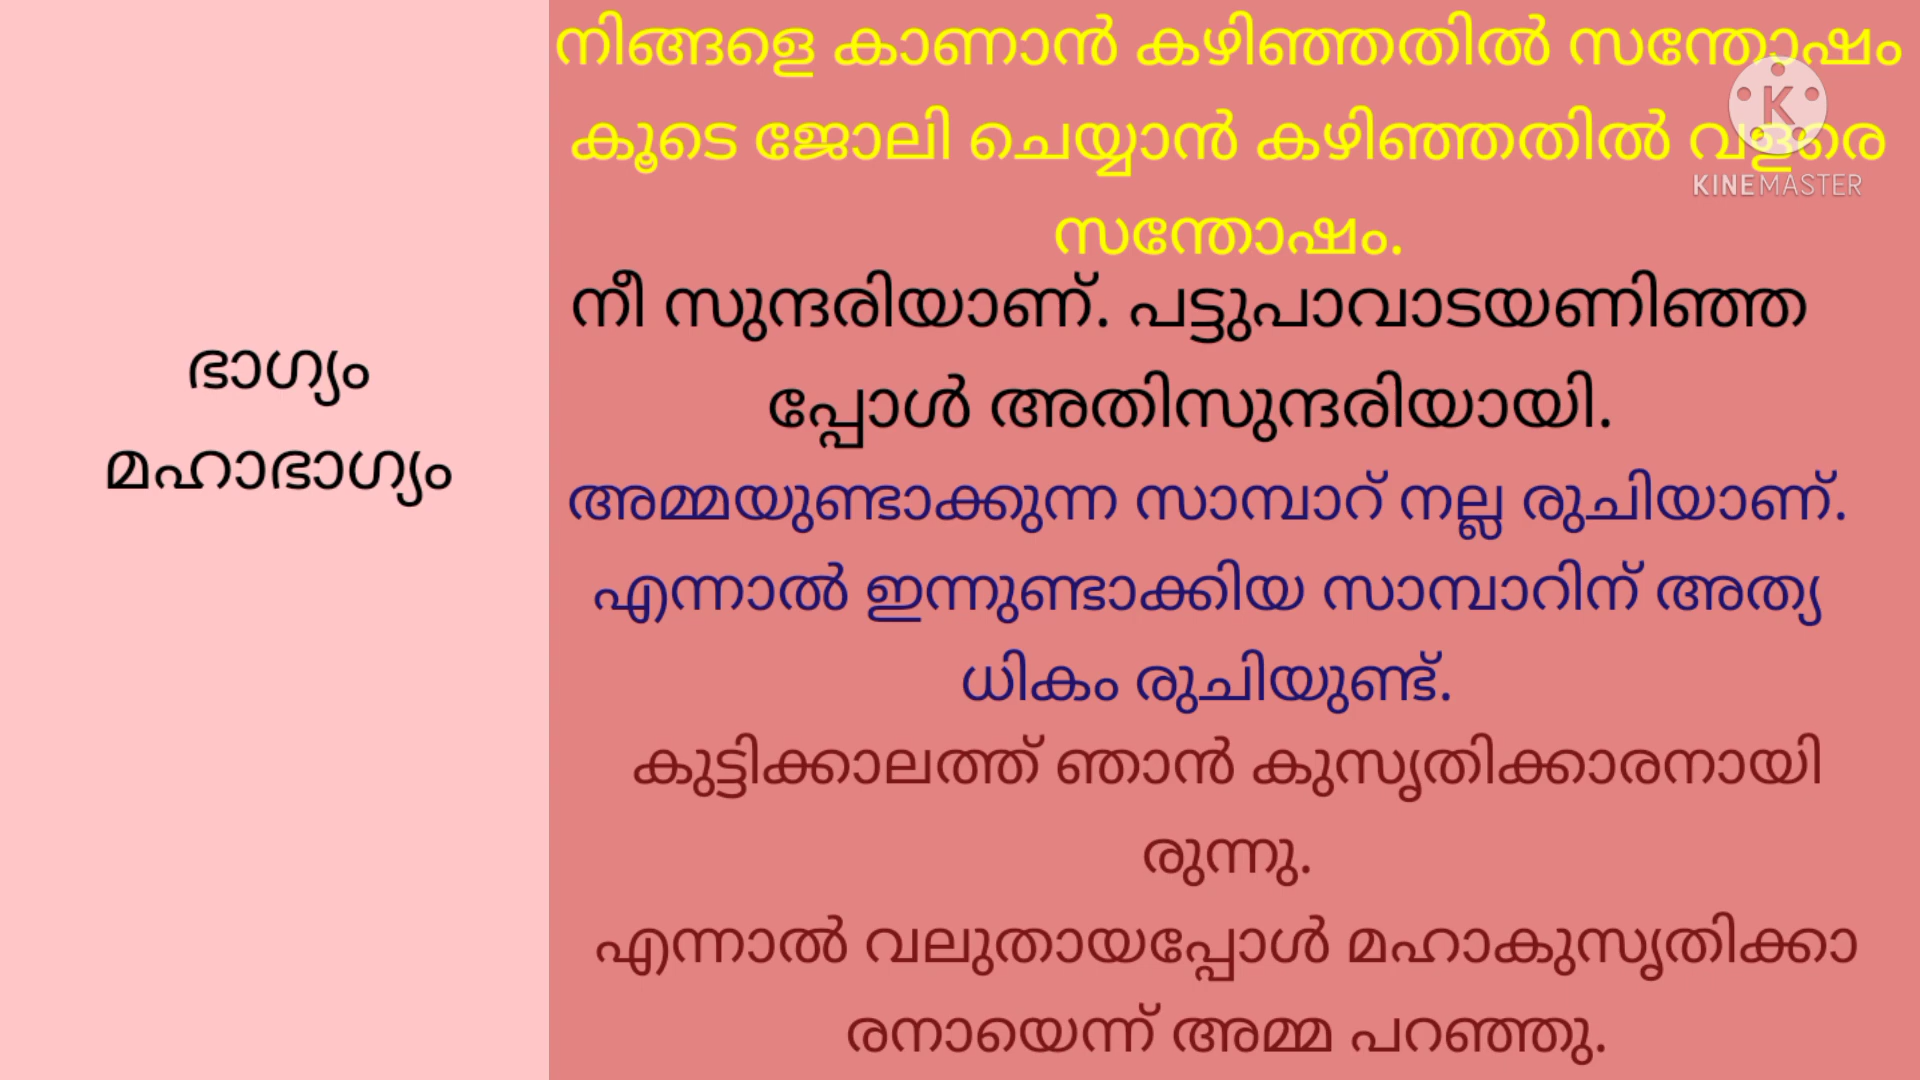 ഭാഗ്യം
മഹാഭാഗ്യം
നിങ്ങളെ കാണാൻ കഴിഞ്ഞതിൽ സന്തോഷം
കൂടെ ജോലി ചെയ്യാൻ കഴിഞ്ഞതിൽ വളരെ
സന്തോഷം.
നീ സുന്ദരിയാണ്. പട്ടുപാവാടയണിഞ്ഞ
പ്പോൾ അതിസുന്ദരിയായി.
അമ്മയുണ്ടാക്കുന്ന സാമ്പാറ് നല്ല രുചിയാണ്.
എന്നാൽ ഇന്നുണ്ടാക്കിയ സാമ്പാറിന് അത്യ
ധികം രുചിയുണ്ട്.
കുട്ടിക്കാലത്ത് ഞാൻ കുസൃതിക്കാരനായി
രുന്നു.
എന്നാൽ വലുതായപ്പോൾ മഹാകുസൃതിക്കാ
രനായെന്ന് അമ്മ പറഞ്ഞു.
K
KINEMASTER